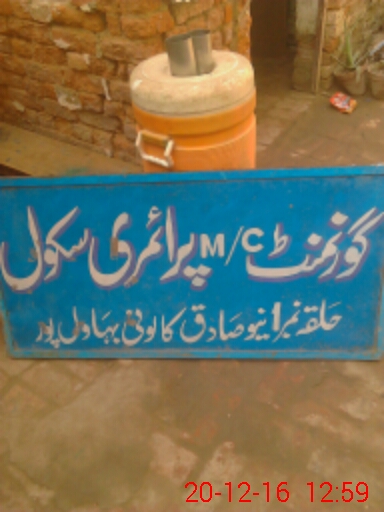 گورنمنٹ M/C پرائمری سکول
حلقہ نمبر1 نیو صادق کالونی بہاول پور
20-12-16 12:59